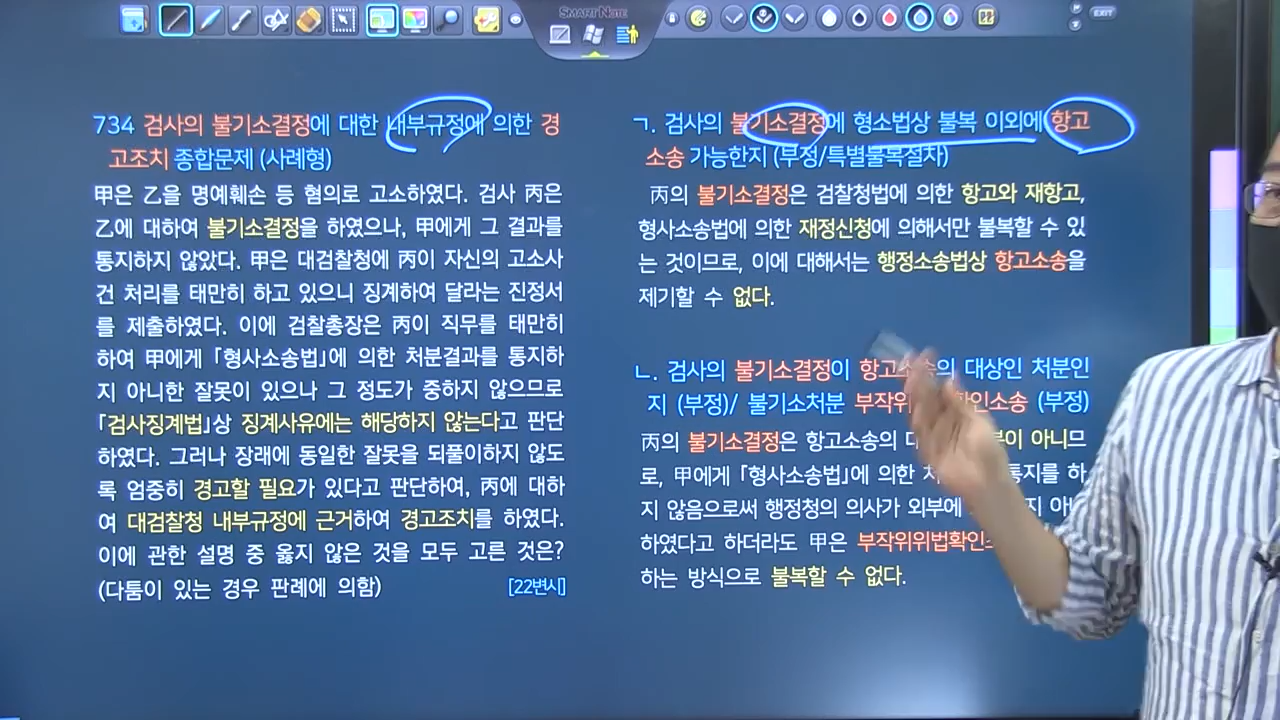 SMART NOTE
EXIT
734 검사의 불기소결정에 대한 내부규정에 의한 경
고조치 종합문제 (사례형)
甲은 乙을 명예훼손 등 혐의로 고소하였다. 검사 丙은
乙에 대하여 불기소결정을 하였으나, 甲에게 그 결과를
통지하지 않았다. 甲은 대검찰청에 丙이 자신의 고소사
건 처리를 태만히 하고 있으니 징계하여 달라는 진정서
를 제출하였다. 이에 검찰총장은 丙이 직무를 태만히
하여 甲에게 「형사소송법」에 의한 처분결과를 통지하
지 아니한 잘못이 있으나 그 정도가 중하지 않으므로
「검사징계법」상 징계사유에는 해당하지 않는다고 판단
하였다. 그러나 장래에 동일한 잘못을 되풀이하지 않도
록 엄중히 경고할 필요가 있다고 판단하여, 丙에 대하
여 대검찰청 내부규정에 근거하여 경고조치를 하였다.
이에 관한 설명 중 옳지 않은 것을 모두 고른 것은?
(다툼이 있는 경우 판례에 의함) [22변시]
ㄱ. 검사의 불기소결정에 형소법상 불복 이외에 항고
소송 가능한지 (부정/특별불복절차)
丙의 불기소결정은 검찰청법에 의한 항고와 재항고,
형사소송법에 의한 재정신청에 의해서만 불복할 수 있
는 것이므로, 이에 대해서는 행정소송법상 항고소송을
제기할 수 없다.
ㄴ. 검사의 불기소결정이 항고소송의 대상인 처분인
지 (부정)/ 불기소처분 부작위 확인소송 (부정)
丙의 불기소결정은 항고소송의 아니므
로, 甲에게 「형사소송법」에 의한 통지를 하
지 않음으로써 행정청의 의사가 외부에
하였다고 하더라도 甲은 부작위위법확인
하는 방식으로 불복할 수 없다.